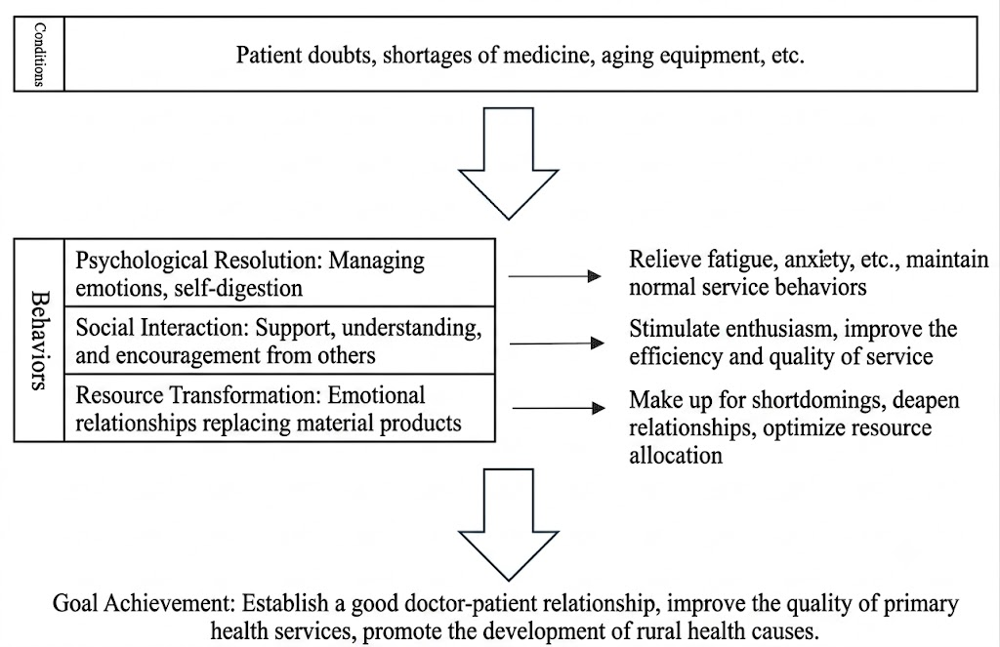 Conditions
Patient doubts, shortages of medicine, aging equipment, etc.
Behaviors
Psychological Resolution: Managing
emotions, self-digestion
Relieve fatigue, anxiety, etc., maintain
normal service behaviors
Social Interaction: Support, understanding,
and encouragement from others
Stimulate enthusiasm, improve the
efficiency and quality of service
Resource Transformation: Emotional
relationships replacing material products
Make up for shortdomings, deapen
relationships, optimize resource
allocation
Goal Achievement: Establish a good doctor-patient relationship, improve the quality of primary
health services, promote the development of rural health causes.